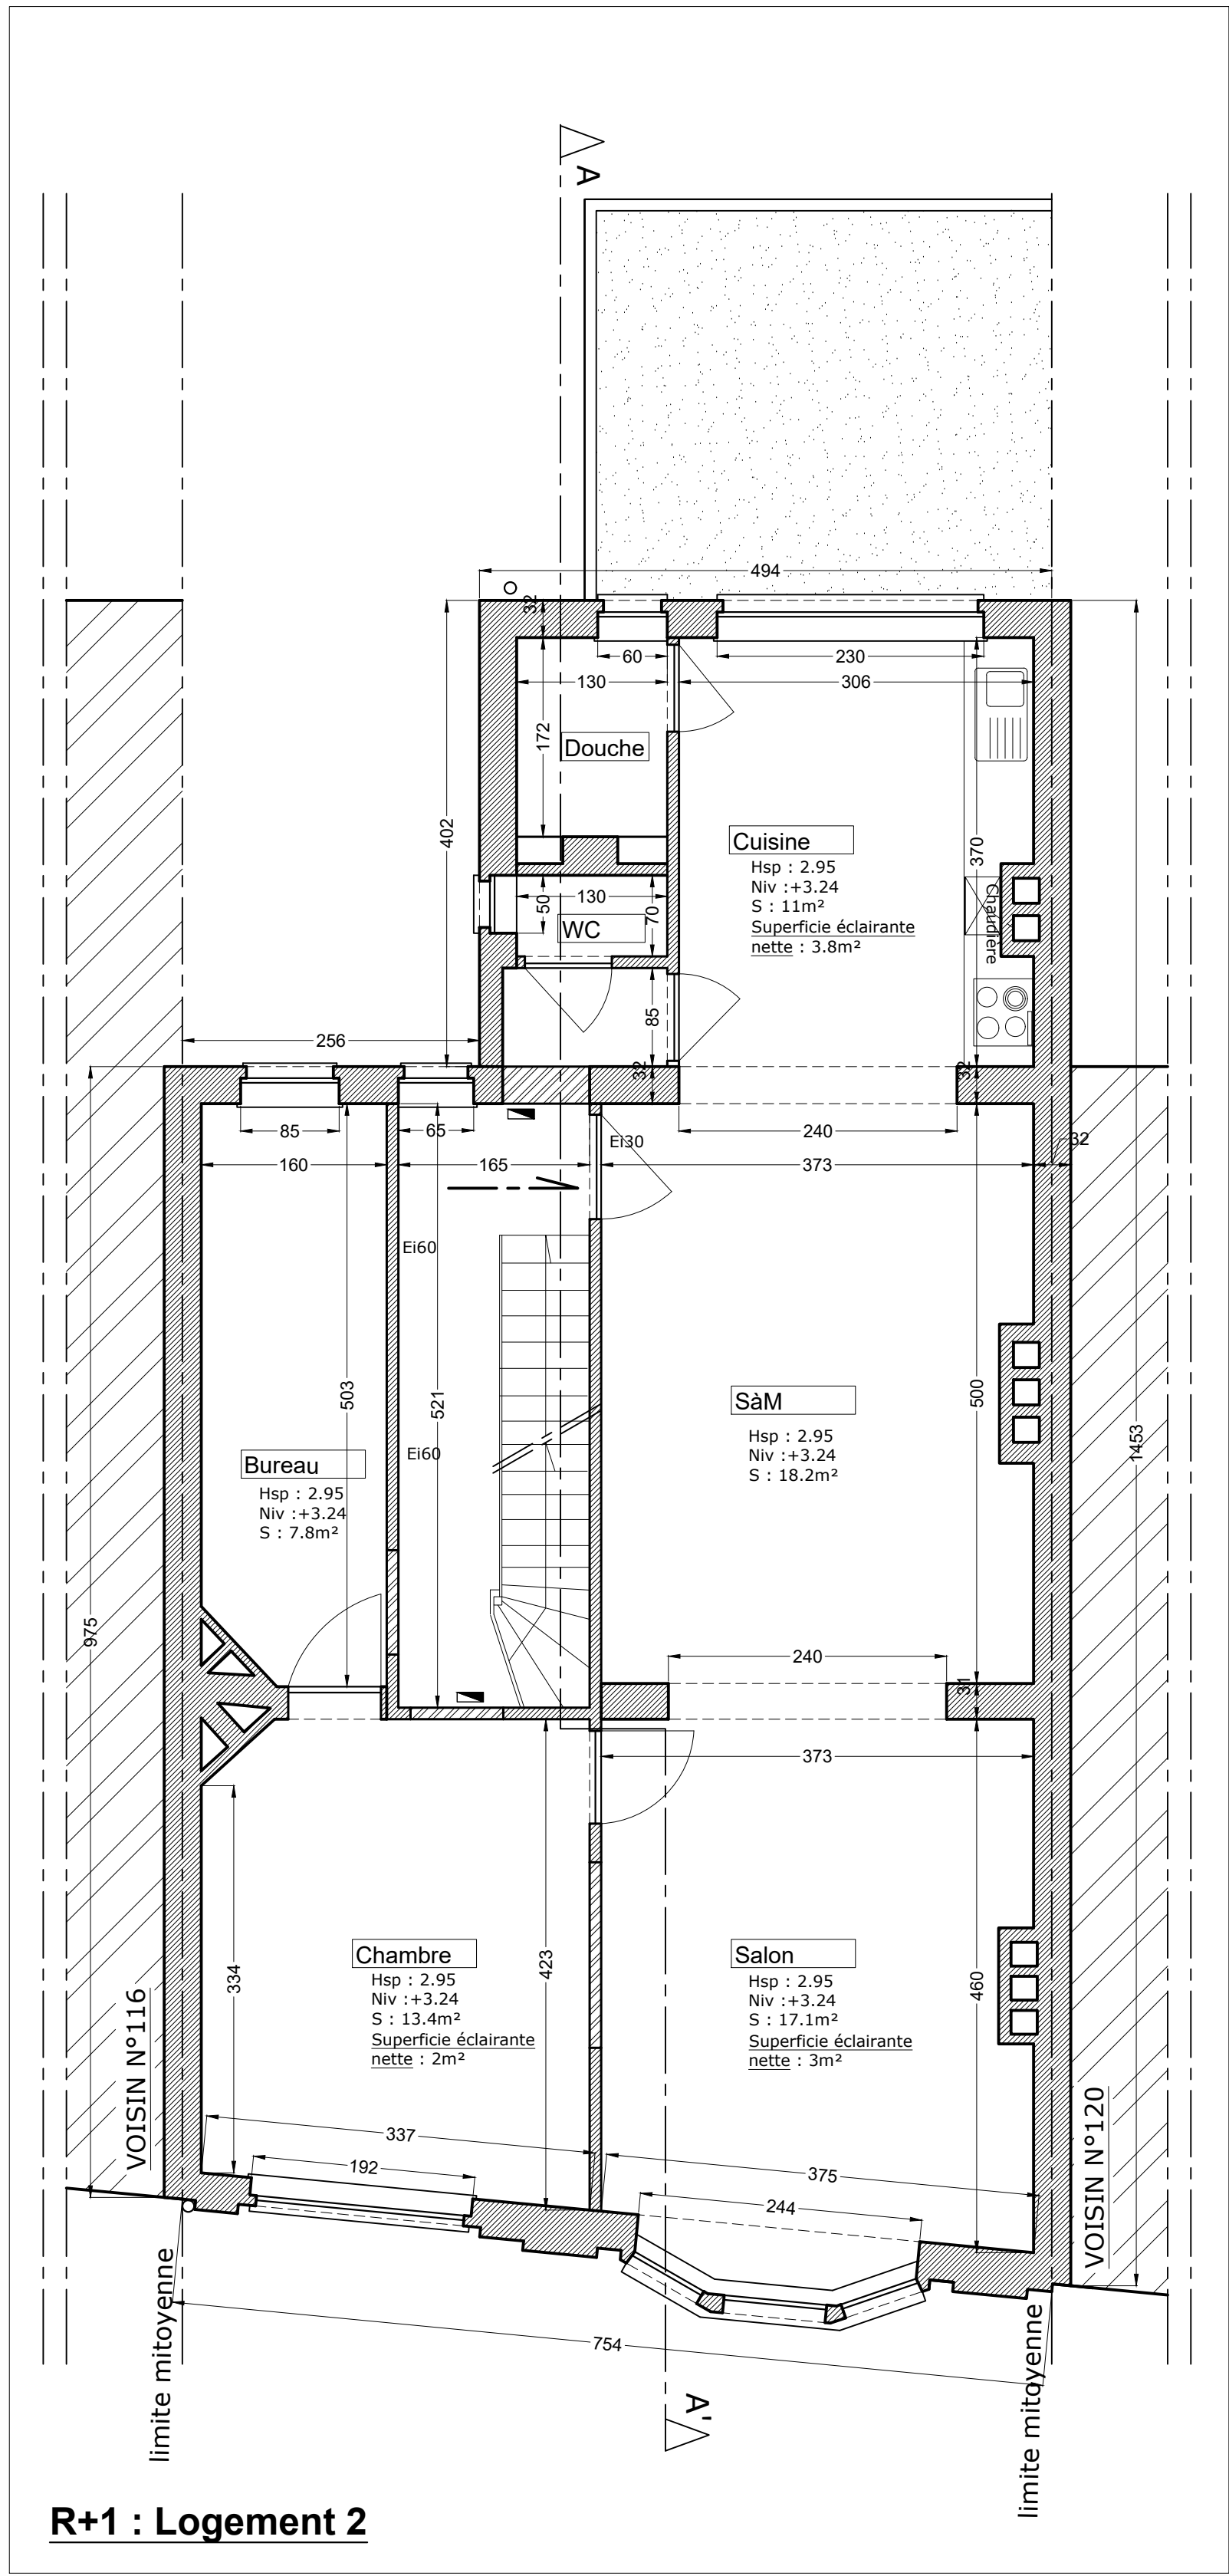 A
494
32
60
230
130
306
172
Douche
402
Cuisine
Hsp : 2.95
Niv :+3.24
S : 11m²
Superficie éclairante
nette : 3.8m²
370
Chaudière
130
50
70
WC
85
256
32
32
85
65
240
Ei30
32
160
165
373
Ei60
503
521
SàM
Hsp : 2.95
Niv :+3.24
S : 18.2m²
500
1453
Ei60
Bureau
Hsp : 2.95
Niv :+3.24
S : 7.8m²
975
240
31
373
334
423
460
Chambre
Hsp : 2.95
Niv :+3.24
S : 13.4m²
Superficie éclairante
nette : 2m²
Salon
Hsp : 2.95
Niv :+3.24
S : 17.1m²
Superficie éclairante
nette : 3m²
VOISIN N°116
VOISIN N°120
337
192
375
244
754
limite mitoyenne
limite mitoyenne
A'
R+1 : Logement 2